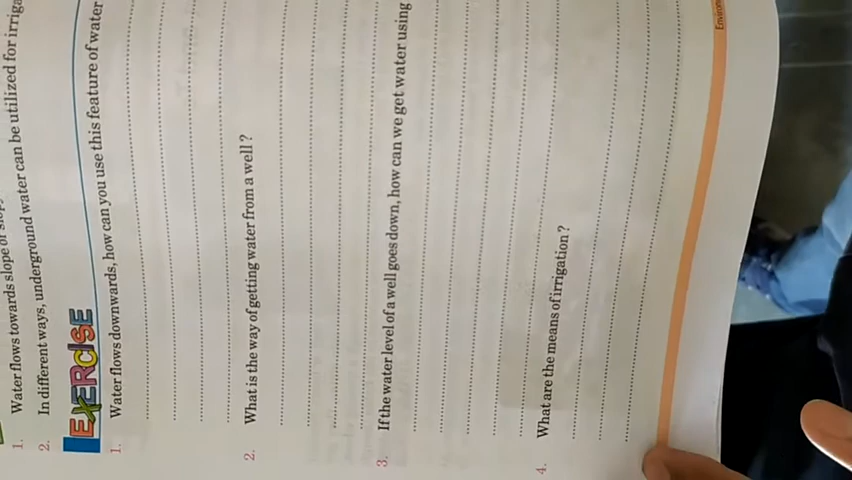 1. Water flows towards slope or
2. In different ways, underground water can be utilized for
EXERCISE
1. Water flows downwards, how can you use this feature of water
2. What is the way of getting water from a well ?
3. If the water level of a well goes down, how can we get water using
4. What are the means of irrigation ?